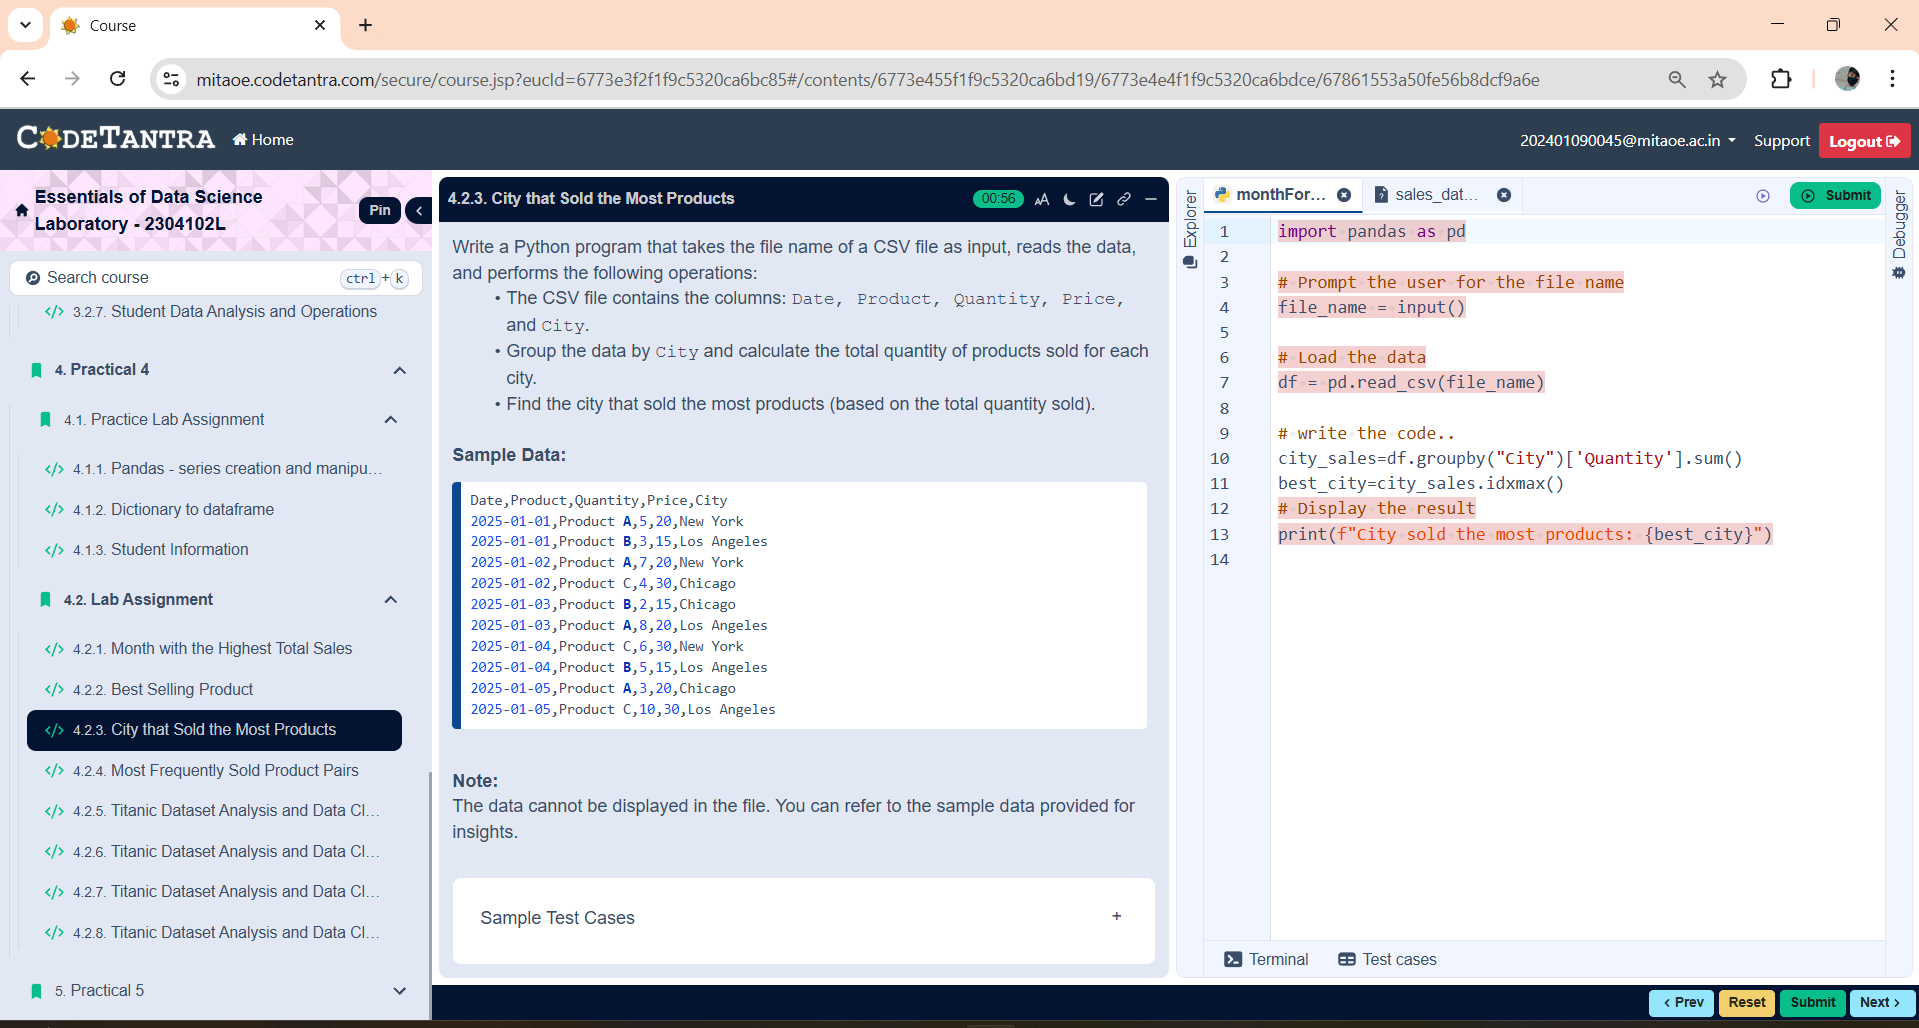 Course
mitaoe.codetantra.com/secure/course.jsp?eucId=6773e3f2f1f9c5320ca6bc85#/contents/6773e455f1f9c5320ca6bd19/6773e4e4f1f9c5320ca6bdce/67861553a50fe56b8dcf9a6e
CODETANTRA
Home
202401090045@mitaoe.ac.in
Support
Logout
Essentials of Data Science
Laboratory - 2304102L
Pin
Search course
ctrl+k
3.2.7. Student Data Analysis and Operations
4. Practical 4
4.1. Practice Lab Assignment
4.1.1. Pandas - series creation and manipu...
4.1.2. Dictionary to dataframe
4.1.3. Student Information
4.2. Lab Assignment
4.2.1. Month with the Highest Total Sales
4.2.2. Best Selling Product
4.2.3. City that Sold the Most Products
4.2.4. Most Frequently Sold Product Pairs
4.2.5. Titanic Dataset Analysis and Data Cl...
4.2.6. Titanic Dataset Analysis and Data Cl...
4.2.7. Titanic Dataset Analysis and Data Cl...
4.2.8. Titanic Dataset Analysis and Data Cl...
5. Practical 5
4.2.3. City that Sold the Most Products
00:56
AA
Write a Python program that takes the file name of a CSV file as input, reads the data,
and performs the following operations:
• The CSV file contains the columns: Date, Product, Quantity, Price,
and City.
• Group the data by City and calculate the total quantity of products sold for each
city.
• Find the city that sold the most products (based on the total quantity sold).
Sample Data:
Date,Product,Quantity,Price,City
2025-01-01,Product A,5,20,New York
2025-01-01,Product B,3,15,Los Angeles
2025-01-02,Product A,7,20,New York
2025-01-02,Product C,4,30,Chicago
2025-01-03,Product B,2,15,Chicago
2025-01-03,Product A,8,20,Los Angeles
2025-01-04,Product C,6,30,New York
2025-01-04,Product B,5,15,Los Angeles
2025-01-05,Product A,3,20,Chicago
2025-01-05,Product C,10,30,Los Angeles
Note:
The data cannot be displayed in the file. You can refer to the sample data provided for
insights.
Sample Test Cases
+
Explorer
monthFor...
sales_dat...
Submit
Debugger
1 import pandas as pd
2
3 # Prompt the user for the file name
4 file_name = input()
5
6 # Load the data
7 df = pd.read_csv(file_name)
8
9 # write the code..
10 city_sales=df.groupby("City")['Quantity'].sum()
11 best_city=city_sales.idxmax()
12 # Display the result
13 print(f"City sold the most products: {best_city}")
14
Terminal
Test cases
< Prev
Reset
Submit
Next >